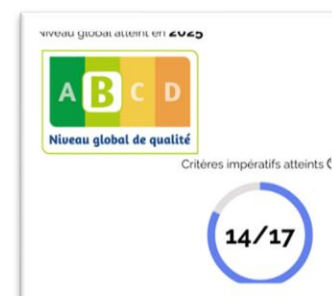 Niveau global atteint en 2025
A B C D
Niveau global de qualité
Critères impératifs atteints
14/17